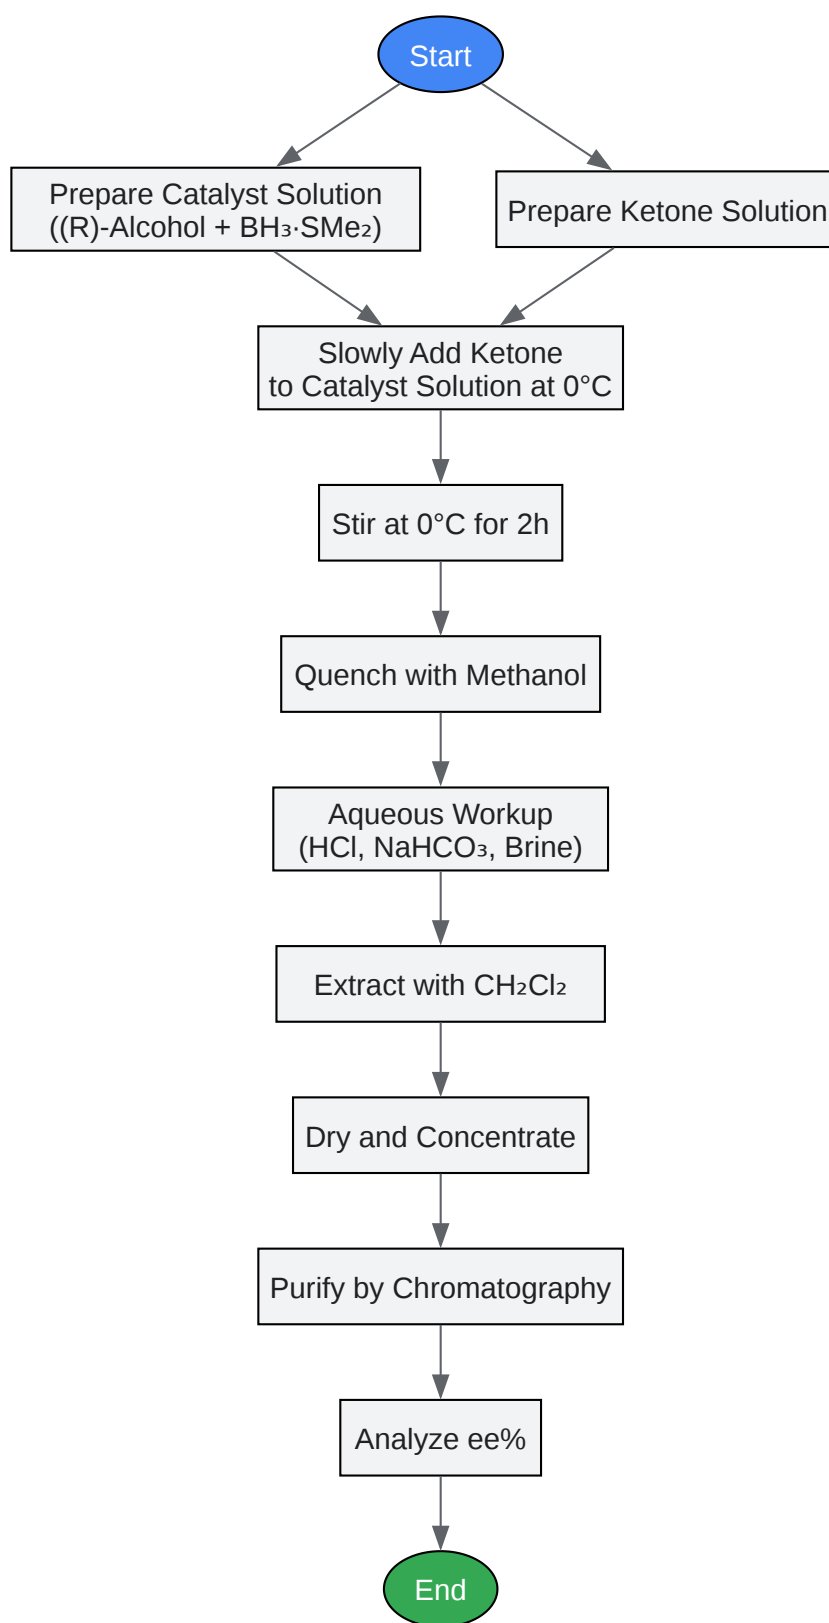 Start
Prepare Catalyst Solution
((R)-Alcohol + BH₃·SMe₂)
Prepare Ketone Solution
Slowly Add Ketone
to Catalyst Solution at 0°C
Stir at 0°C for 2h
Quench with Methanol
Aqueous Workup
(HCl, NaHCO₃, Brine)
Extract with CH₂Cl₂
Dry and Concentrate
Purify by Chromatography
Analyze ee%
End